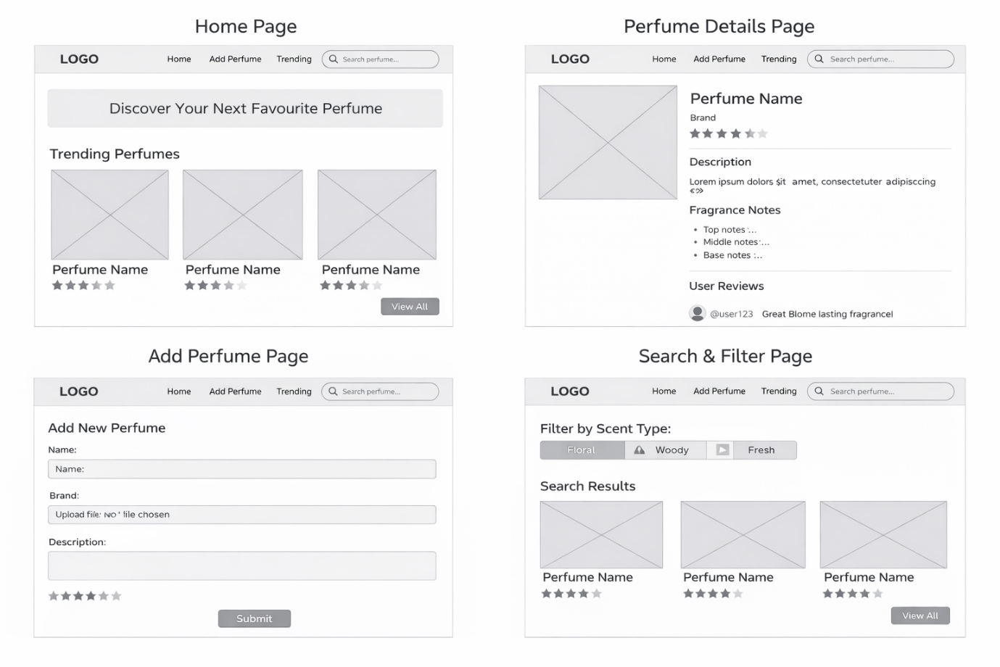 Home Page
LOGO Home Add Perfume Trending Search perfume...
Discover Your Next Favourite Perfume
Trending Perfumes
Perfume Name Perfume Name Penfume Name
View All
Perfume Details Page
LOGO Home Add Perfume Trending Search perfume...
Perfume Name
Brand
Description
Lorem ipsum dolors sit amet, consectetuter adipisccing
Fragrance Notes
• Top notes :...
• Middle notes :...
• Base notes :...
User Reviews
@user123 Great Blome lasting fragrancel
Add Perfume Page
LOGO Home Add Perfume Trending Search perfume...
Add New Perfume
Name:
Name:
Brand:
Upload file: NO ' file chosen
Description:
Submit
Search & Filter Page
LOGO Home Add Perfume Trending Search perfume...
Filter by Scent Type:
Floral Woody Fresh
Search Results
Perfume Name Perfume Name Perfume Name
View All